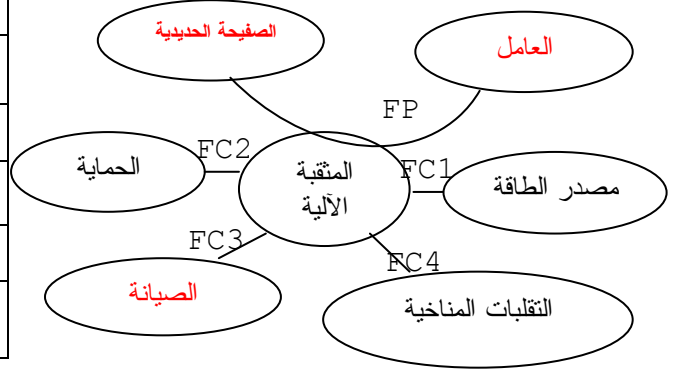 الصفيحة الحديدية
العامل
FP
الحماية
FC2
المثقبة
الآلية
FC1
مصدر الطاقة
FC3
FC4
الصيانة
التقلبات المناخية